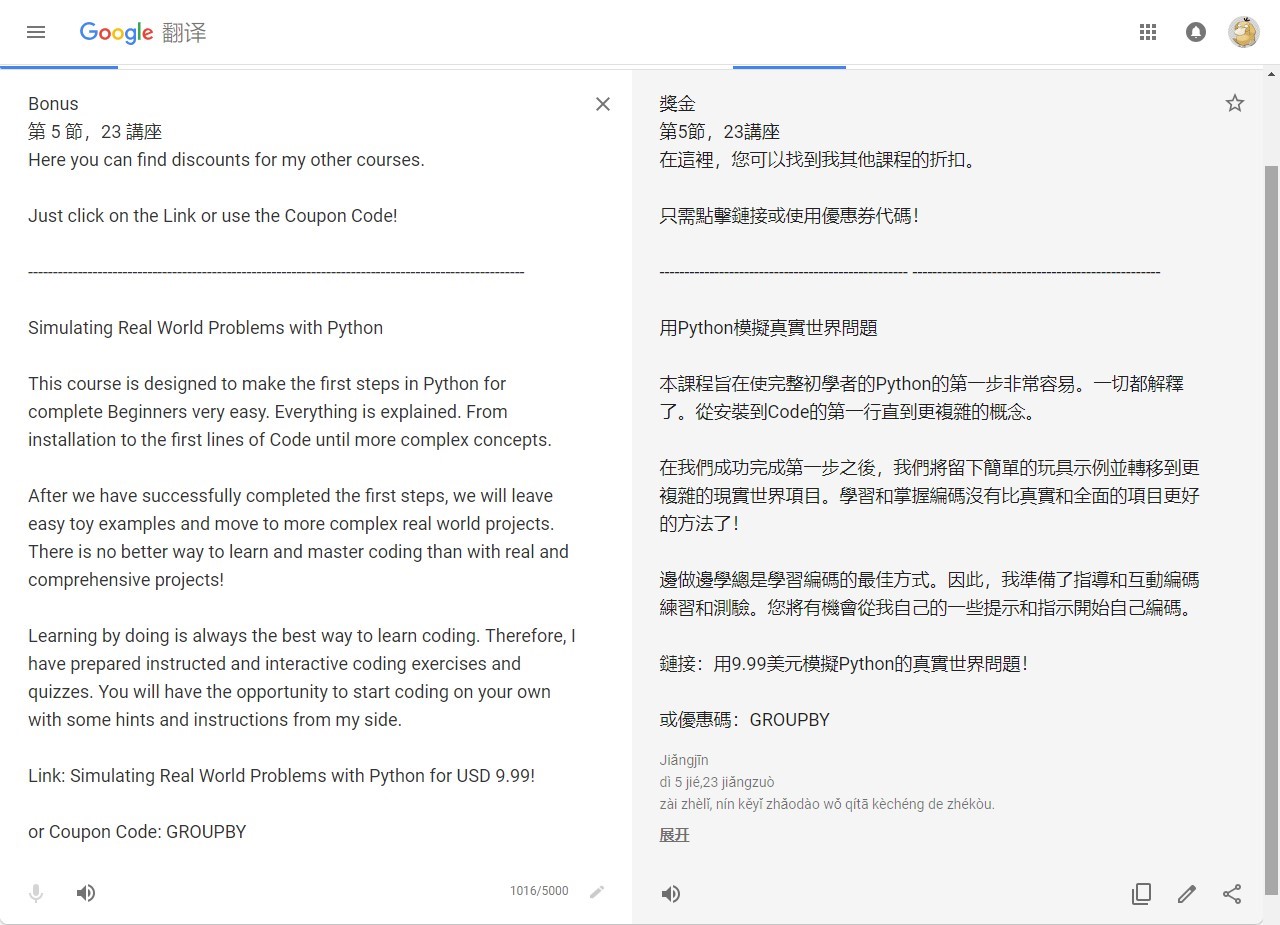 Google 翻译
Bonus
第 5 節，23 講座
Here you can find discounts for my other courses.
Just click on the Link or use the Coupon Code!
----------------------------------------------------------------------------------------------------
Simulating Real World Problems with Python
This course is designed to make the first steps in Python for
complete Beginners very easy. Everything is explained. From
installation to the first lines of Code until more complex concepts.
After we have successfully completed the first steps, we will leave
easy toy examples and move to more complex real world projects.
There is no better way to learn and master coding than with real and
comprehensive projects!
Learning by doing is always the best way to learn coding. Therefore, I
have prepared instructed and interactive coding exercises and
quizzes. You will have the opportunity to start coding on your own
with some hints and instructions from my side.
Link: Simulating Real World Problems with Python for USD 9.99!
or Coupon Code: GROUPBY
1016/5000
獎金
第5節，23講座
在這裡，您可以找到我其他課程的折扣。
只需點擊鏈接或使用優惠券代碼！
-------------------------------------------------- --------------------------------------------------
用Python模擬真實世界問題
本課程旨在使完整初學者的Python的第一步非常容易。一切都解釋
了。從安裝到Code的第一行直到更複雜的概念。
在我們成功完成第一步之後，我們將留下簡單的玩具示例並轉移到更
複雜的現實世界項目。學習和掌握編碼沒有比真實和全面的項目更好
的方法了！
邊做邊學總是學習編碼的最佳方式。因此，我準備了指導和互動編碼
練習和測驗。您將有機會從我自己的一些提示和指示開始自己編碼。
鏈接：用9.99美元模擬Python的真實世界問題！
或優惠碼：GROUPBY
Jiǎngjīn
dì 5 jié,23 jiǎngzuò
zài zhèlǐ, nín kěyǐ zhǎodào wǒ qítā kèchéng de zhékòu.
展开